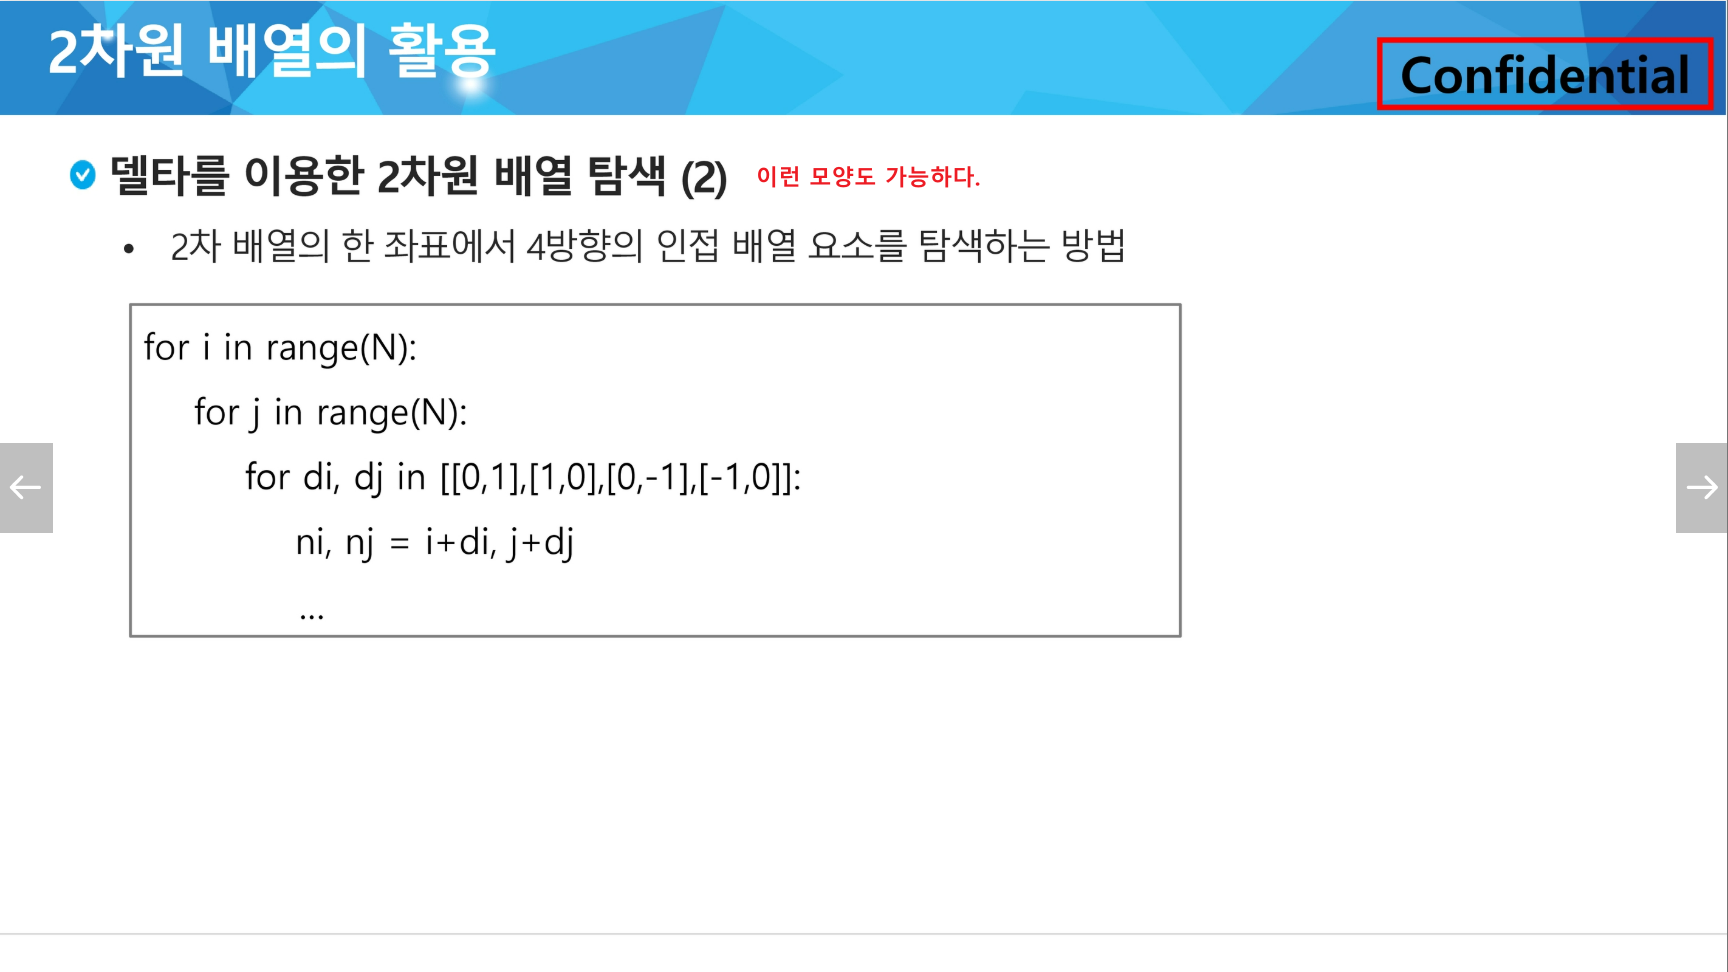 2차원 배열의 활용
Confidential
델타를 이용한 2차원 배열 탐색 (2) 이런 모양도 가능하다.
• 2차 배열의 한 좌표에서 4방향의 인접 배열 요소를 탐색하는 방법
for i in range(N):
for j in range(N):
for di, dj in [[0,1],[1,0],[0,-1],[-1,0]]:
ni, nj = i+di, j+dj
...